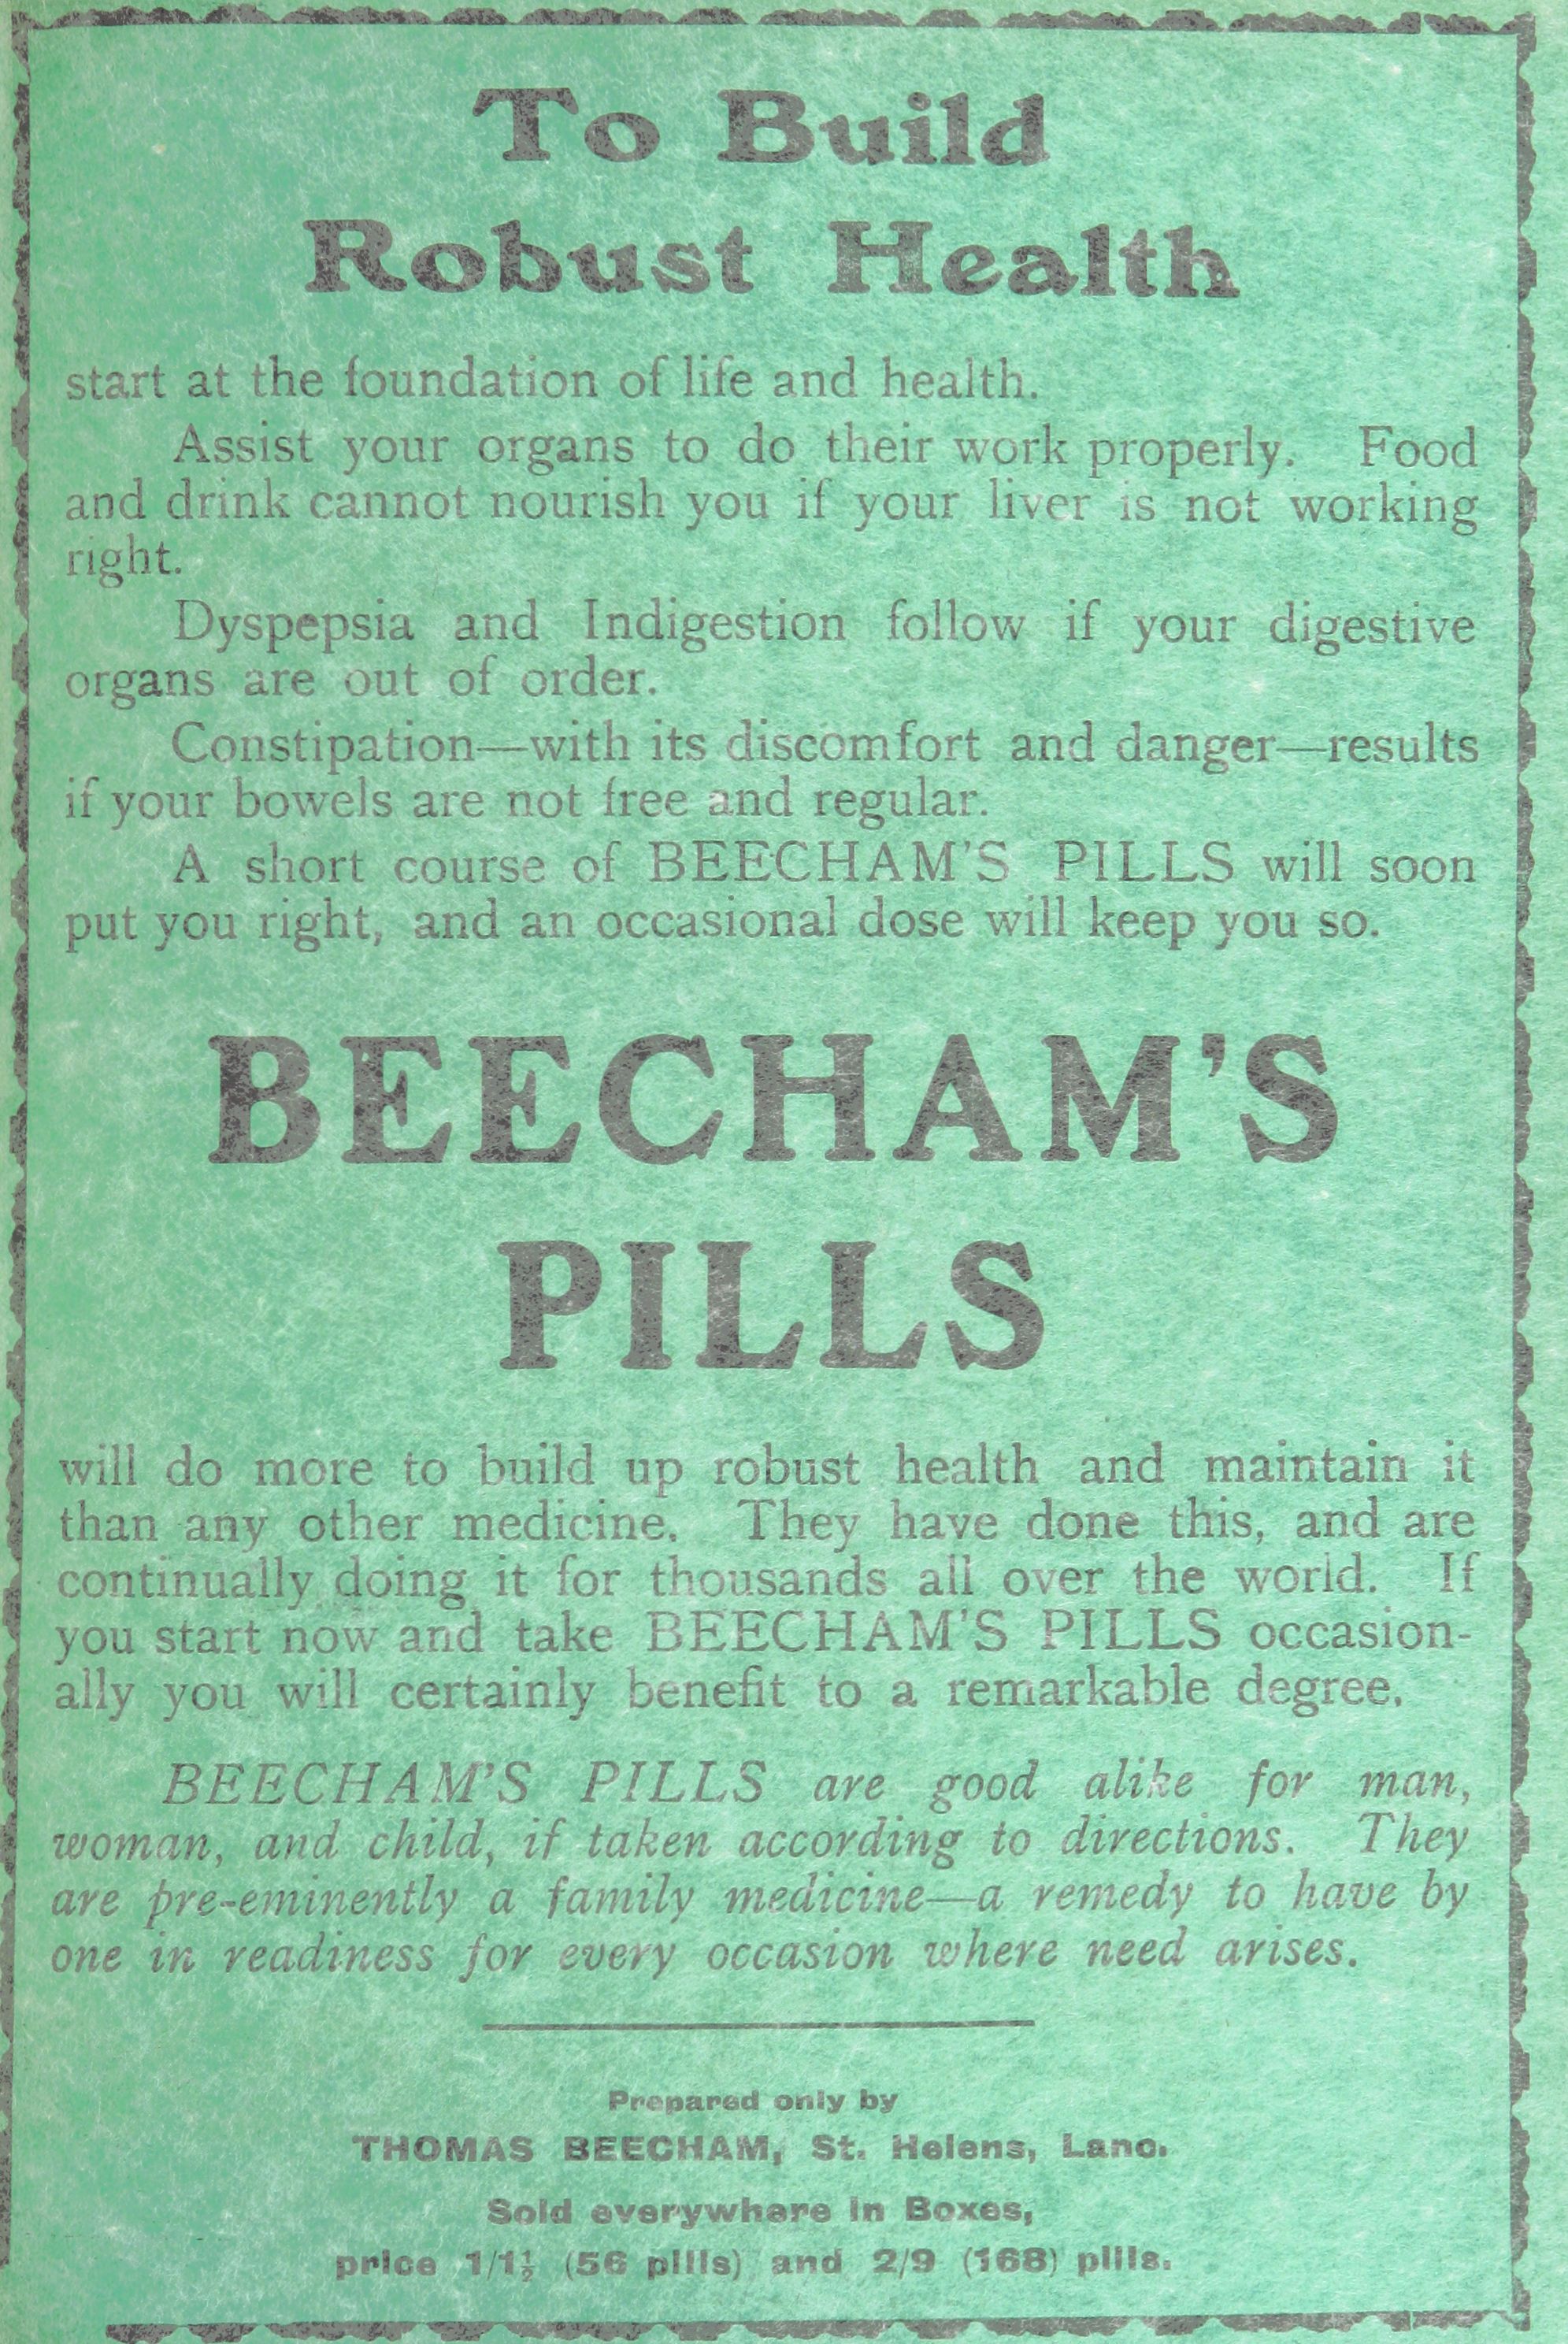 To Build
Robust Health
start at the foundation of life and health.
Assist your organs to do their work properly. Food
and drink cannot nourish you if your liver is not working
right.
Dyspepsia and Indigestion follow if your digestive
organs are out of order.
Constipation—with its discomfort and danger—results
if your bowels are not free and regular.
A short course of BEECHAM'S PILLS will soon
put you right, and an occasional dose will keep you so.
BEECHAM'S
PILLS
will do more to build up robust health and maintain it
than any other medicine. They have done this, and are
continually doing it for thousands all over the world. If
you start now and take BEECHAM'S PILLS occasion-
ally you will certainly benefit to a remarkable degree.
BEECHAM'S PILLS are good alike for man,
woman, and child, if taken according to directions. They
are pre-eminently a family medicine—a remedy to have by
one in readiness for every occasion where need arises.
Prepared only by
THOMAS BEECHAM, St. Helens, Lanc.
Sold everywhere in Boxes,
price 1/1½ (56 pills) and 2/9 (168) pills.